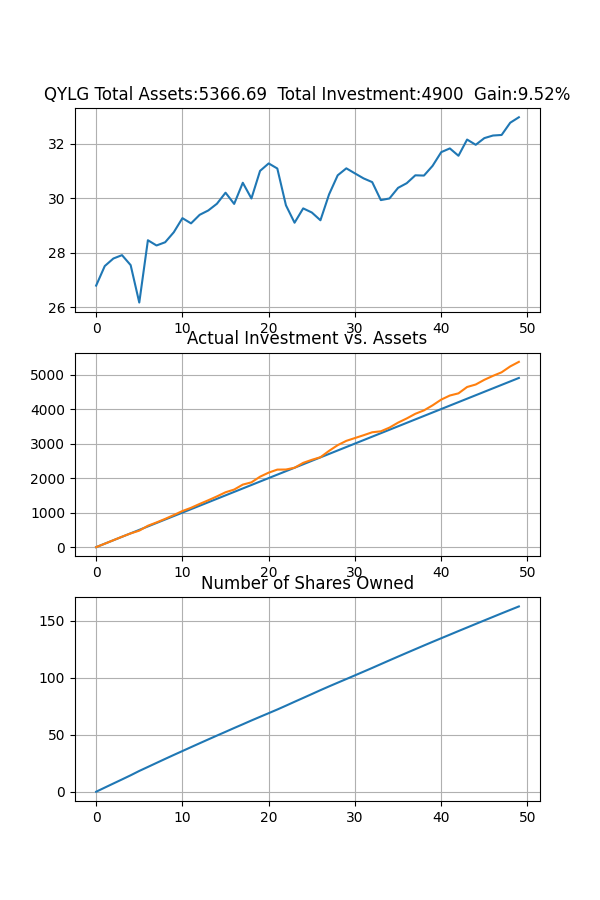 QYLG Total Assets:5366.69  Total Investment:4900  Gain:9.52%
32
30
28
26
0 10 20 30 40 50
Actual Investment vs. Assets
5000
4000
3000
2000
1000
0
0 10 20 30 40 50
Number of Shares Owned
150
100
50
0
0 10 20 30 40 50